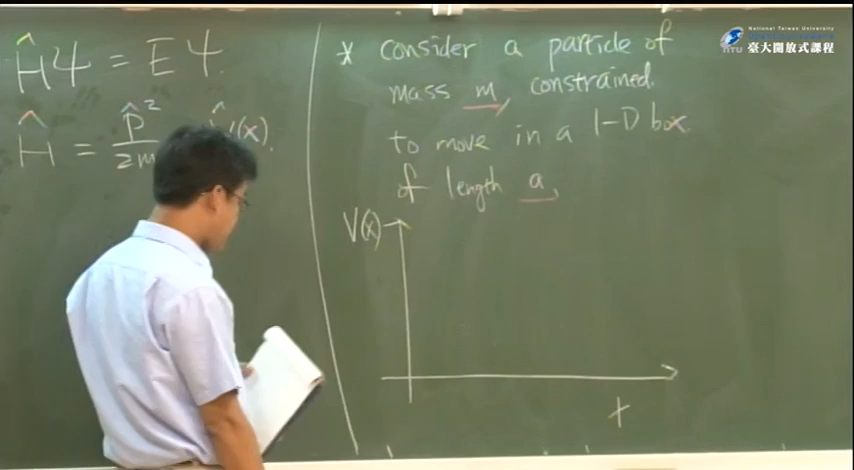 ĤΨ = EΨ.
Ĥ = P̂²/2m V̂(x).
* Consider a particle of
mass m, constrained.
to move in a 1-D box.
of length a,
V(x)
x
National Taiwan University
臺大開放式課程
NTU